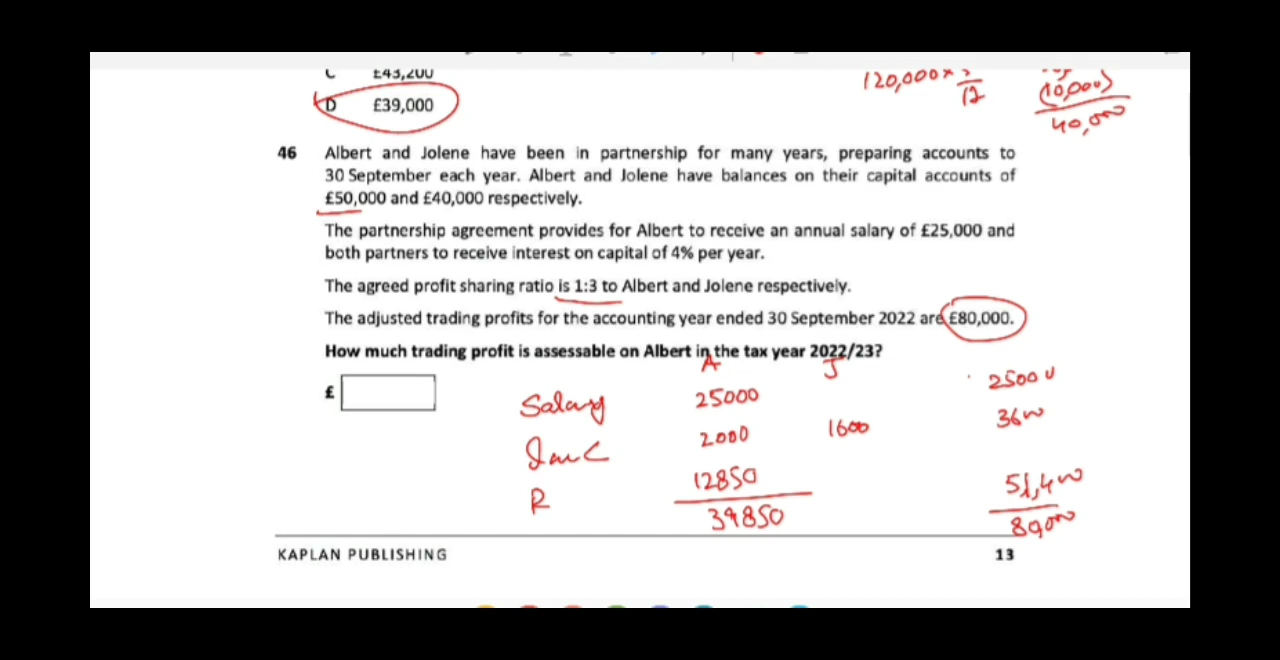 C £43,200
120,000 ×
12
(10,000)
40,000
D £39,000
46 Albert and Jolene have been in partnership for many years, preparing accounts to
30 September each year. Albert and Jolene have balances on their capital accounts of
£50,000 and £40,000 respectively.
The partnership agreement provides for Albert to receive an annual salary of £25,000 and
both partners to receive interest on capital of 4% per year.
The agreed profit sharing ratio is 1:3 to Albert and Jolene respectively.
The adjusted trading profits for the accounting year ended 30 September 2022 are £80,000.
How much trading profit is assessable on Albert in the tax year 2022/23?
£
A J
Salary 25000 25000
2000 1600 3600
R 12850 51,400
39850 80000
KAPLAN PUBLISHING 13